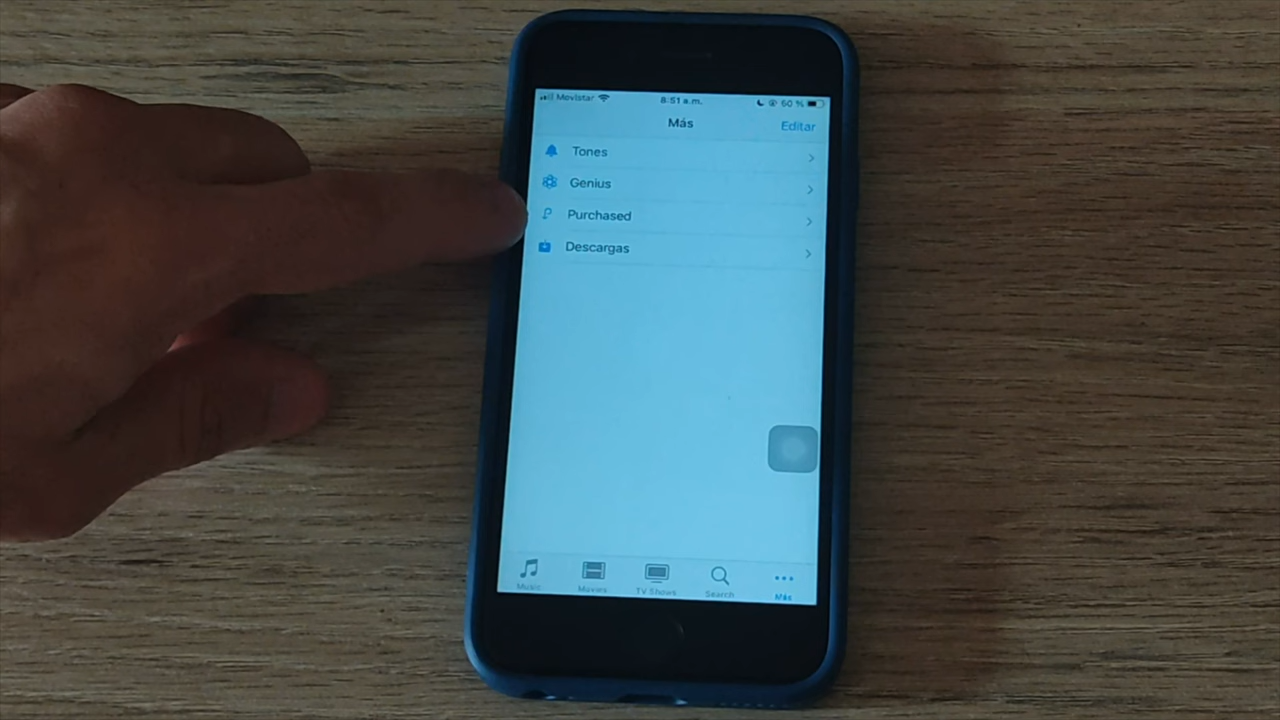 Movistar 8:51 a.m. 60 %
Más Editar
Tones
Genius
Purchased
Descargas
Music Movies TV Shows Search Más